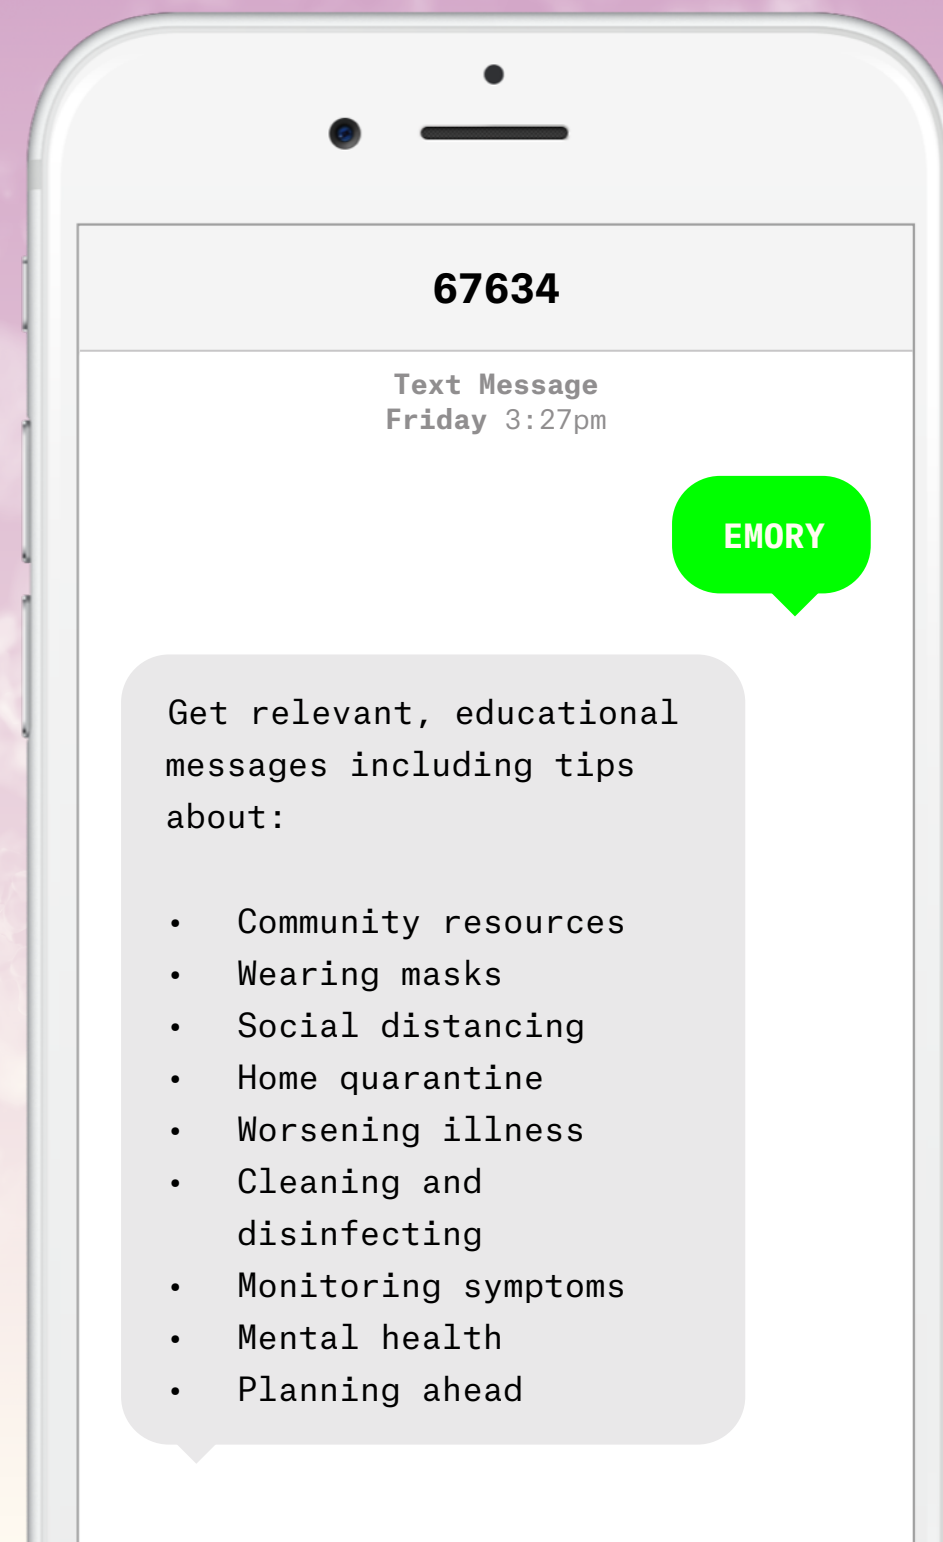 67634
Text Message
Friday 3:27pm
EMORY
Get relevant, educational
messages including tips
about:
• Community resources
• Wearing masks
• Social distancing
• Home quarantine
• Worsening illness
• Cleaning and
disinfecting
• Monitoring symptoms
• Mental health
• Planning ahead